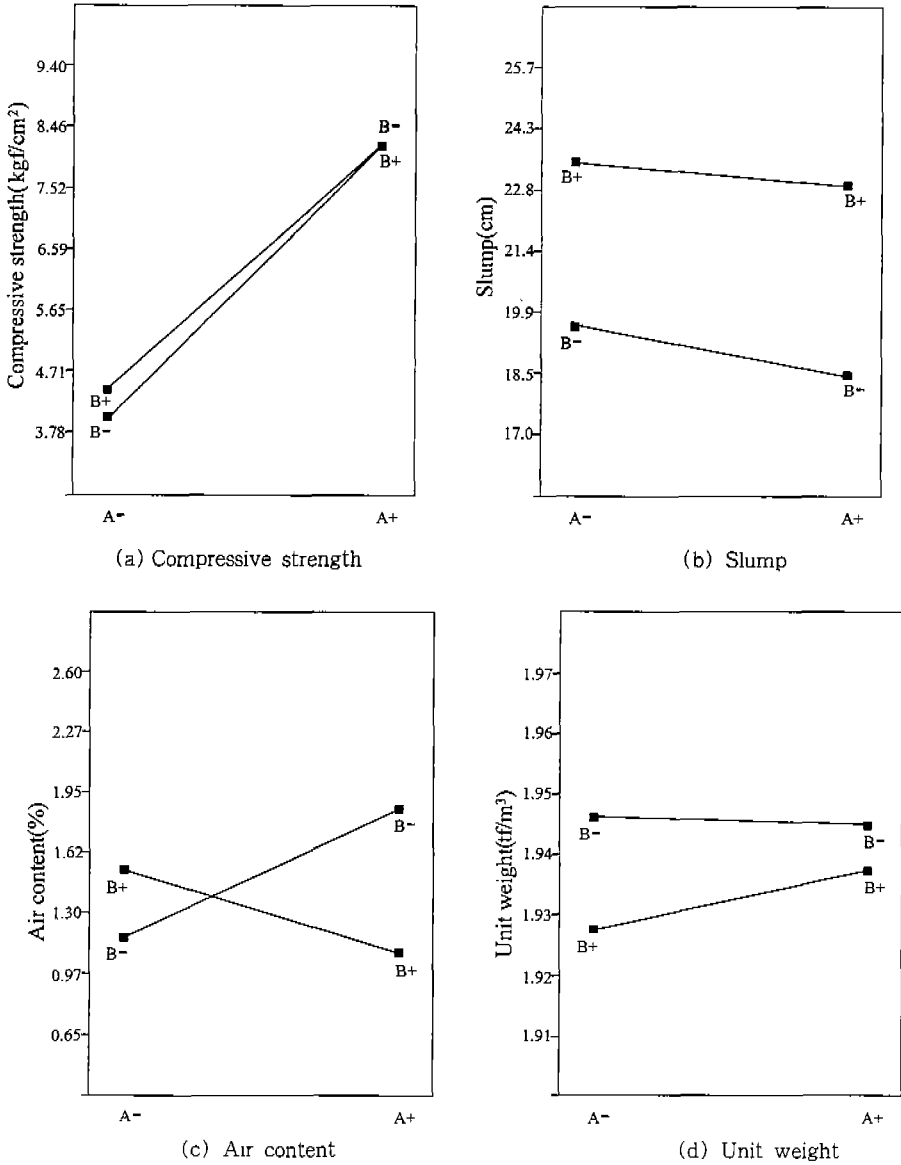 Compressive strength(kgf/cm²)
9.40
8.46
7.52
6.59
5.65
4.71
3.78
B-
B+
B+
B-
A-
A+
(a) Compressive strength
Slump(cm)
25.7
24.3
22.8
21.4
19.9
18.5
17.0
B+
B+
B-
B-
A-
A+
(b) Slump
Air content(%)
2.60
2.27
1.95
1.62
1.30
0.97
0.65
B-
B+
B-
B+
A-
A+
(c) Air content
Unit weight(tf/m³)
1.97
1.96
1.95
1.94
1.93
1.92
1.91
B-
B-
B+
B+
A-
A+
(d) Unit weight